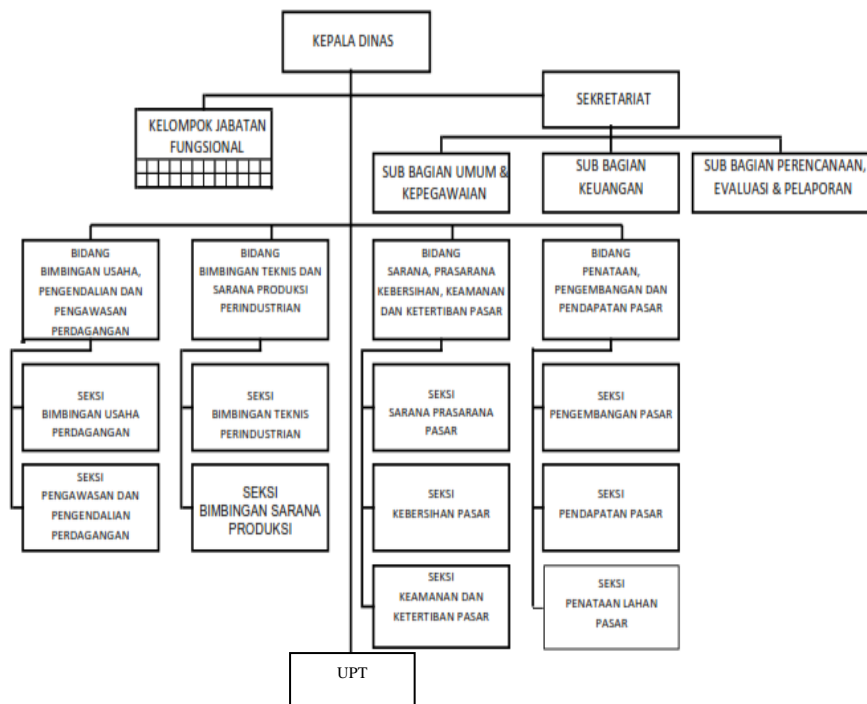 KEPALA DINAS
SEKRETARIAT
KELOMPOK JABATAN
FUNGSIONAL
SUB BAGIAN UMUM &
KEPEGAWAIAN
SUB BAGIAN
KEUANGAN
SUB BAGIAN PERENCANAAN,
EVALUASI & PELAPORAN
BIDANG
BIMBINGAN USAHA,
PENGENDALIAN DAN
PENGAWASAN
PERDAGANGAN
BIDANG
BIMBINGAN TEKNIS DAN
SARANA PRODUKSI
PERINDUSTRIAN
BIDANG
SARANA, PRASARANA
KEBERSIHAN, KEAMANAN
DAN KETERTIBAN PASAR
BIDANG
PENATAAN,
PENGEMBANGAN DAN
PENDAPATAN PASAR
SEKSI
BIMBINGAN USAHA
PERDAGANGAN
SEKSI
BIMBINGAN TEKNIS
PERINDUSTRIAN
SEKSI
SARANA PRASARANA
PASAR
SEKSI
PENGEMBANGAN PASAR
SEKSI
PENGAWASAN DAN
PENGENDALIAN
PERDAGANGAN
SEKSI
BIMBINGAN SARANA
PRODUKSI
SEKSI
KEBERSIHAN PASAR
SEKSI
PENDAPATAN PASAR
SEKSI
KEAMANAN DAN
KETERTIBAN PASAR
SEKSI
PENATAAN LAHAN
PASAR
UPT